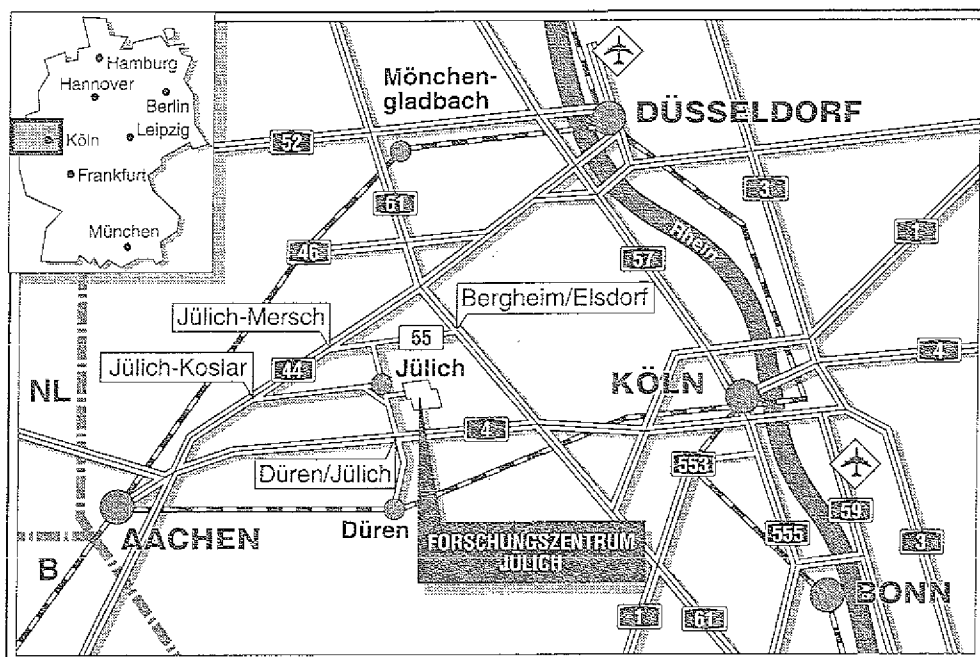 Hamburg
Hannover
Berlin
Leipzig
Köln
Frankfurt
München
Mönchen-
gladbach
DÜSSELDORF
52
3
61
1
46
57
Rhein
Bergheim/Elsdorf
Jülich-Mersch
55
4
Jülich-Koslar
44
Jülich
NL
KÖLN
4
Düren/Jülich
553
AACHEN
Düren
59
B
FORSCHUNGSZENTRUM
JÜLICH
555
3
BONN
1
61